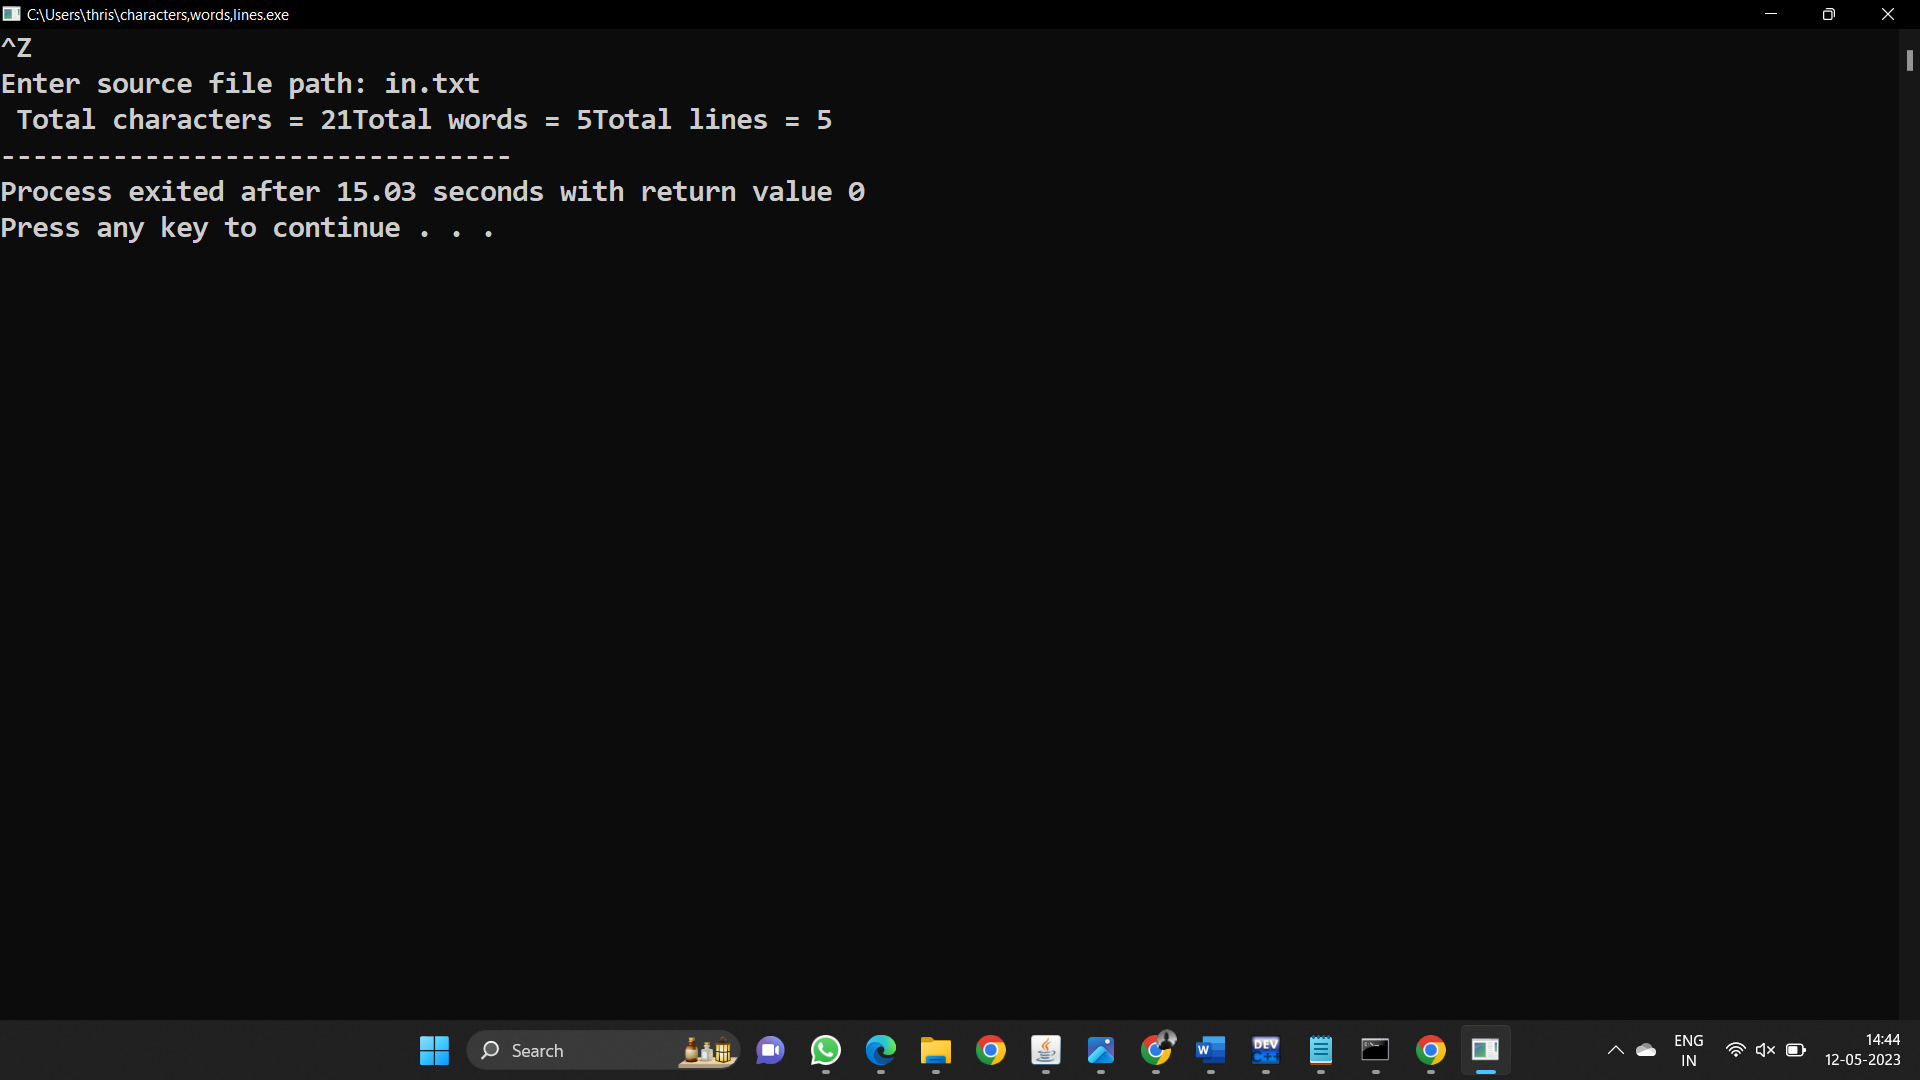 C:\Users\thris\characters,words,lines.exe
^Z
Enter source file path: in.txt
 Total characters = 21Total words = 5Total lines = 5
--------------------------------
Process exited after 15.03 seconds with return value 0
Press any key to continue . . .
Search
W
DEV
C++
ENG
IN
14:44
12-05-2023